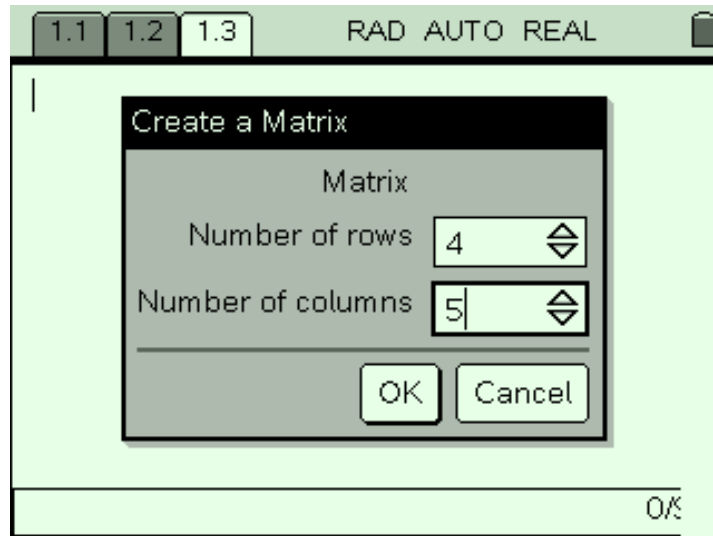 1.1 1.2 1.3 RAD AUTO REAL
Create a Matrix
Matrix
Number of rows 4
Number of columns 5
OK Cancel